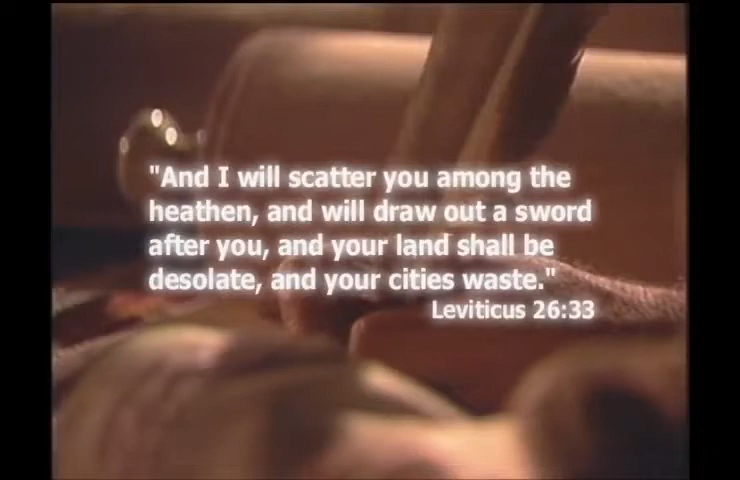 "And I will scatter you among the
heathen, and will draw out a sword
after you, and your land shall be
desolate, and your cities waste."
Leviticus 26:33